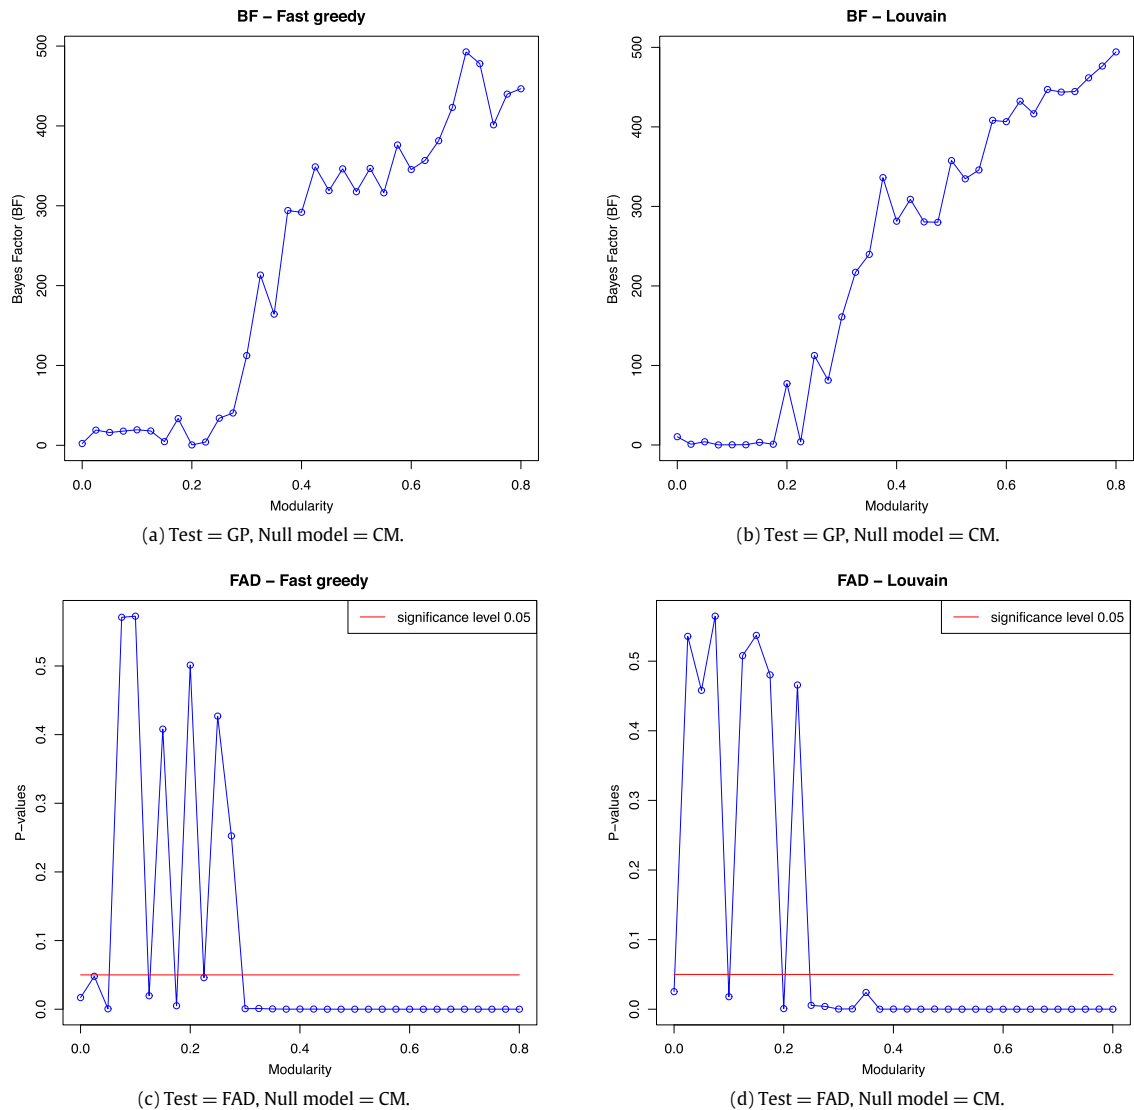 BF − Fast greedy
Bayes Factor (BF)
500
400
300
200
100
0
0.0 0.2 0.4 0.6 0.8
Modularity
(a) Test = GP, Null model = CM.
BF − Louvain
Bayes Factor (BF)
500
400
300
200
100
0
0.0 0.2 0.4 0.6 0.8
Modularity
(b) Test = GP, Null model = CM.
FAD − Fast greedy
significance level 0.05
P−values
0.5
0.4
0.3
0.2
0.1
0.0
0.0 0.2 0.4 0.6 0.8
Modularity
(c) Test = FAD, Null model = CM.
FAD − Louvain
significance level 0.05
P−values
0.5
0.4
0.3
0.2
0.1
0.0
0.0 0.2 0.4 0.6 0.8
Modularity
(d) Test = FAD, Null model = CM.